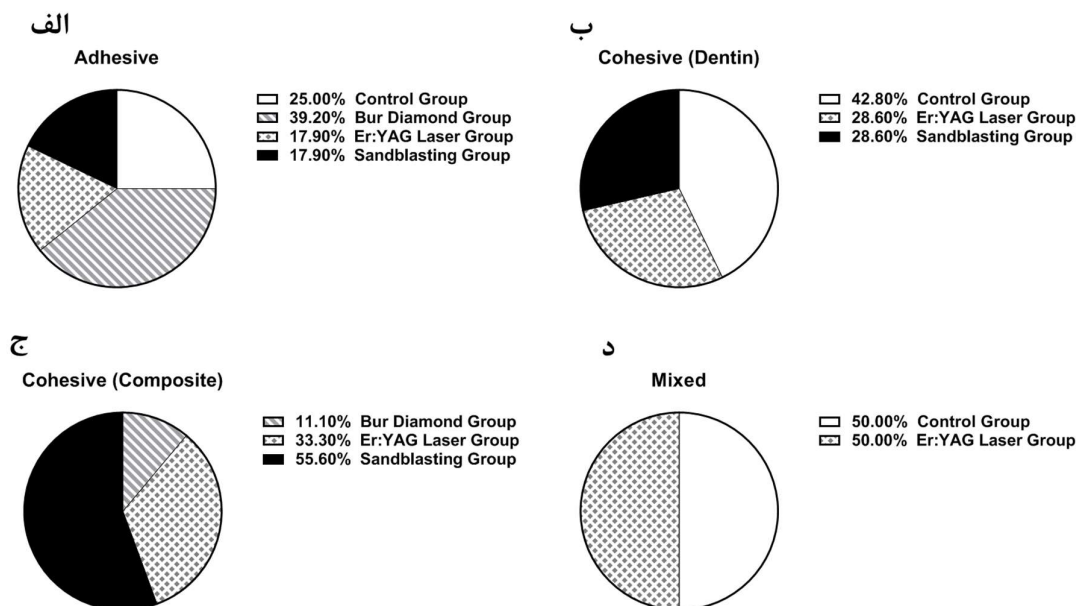 الف
Adhesive
25.00% Control Group
39.20% Bur Diamond Group
17.90% Er:YAG Laser Group
17.90% Sandblasting Group
ب
Cohesive (Dentin)
42.80% Control Group
28.60% Er:YAG Laser Group
28.60% Sandblasting Group
ج
Cohesive (Composite)
11.10% Bur Diamond Group
33.30% Er:YAG Laser Group
55.60% Sandblasting Group
د
Mixed
50.00% Control Group
50.00% Er:YAG Laser Group